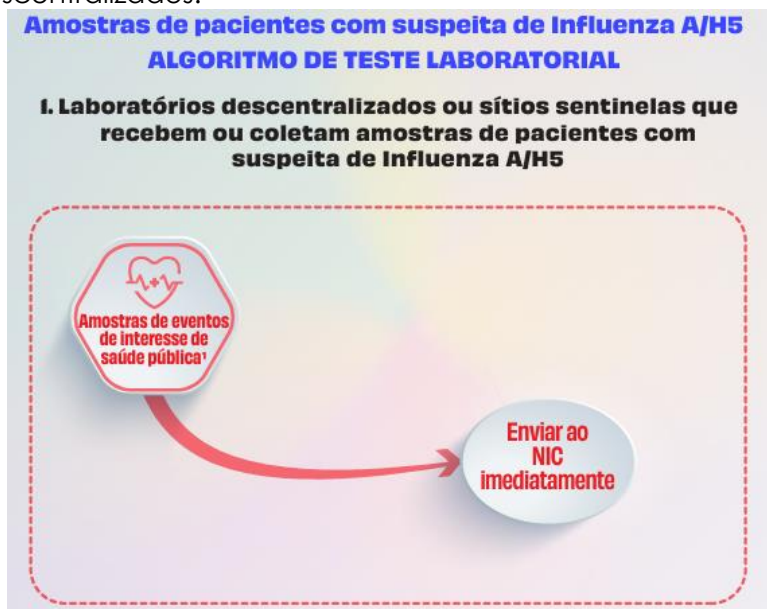 scentralizados.
Amostras de pacientes com suspeita de Influenza A/H5
ALGORITMO DE TESTE LABORATORIAL
1. Laboratórios descentralizados ou sítios sentinelas que
recebem ou coletam amostras de pacientes com
suspeita de Influenza A/H5
Amostras de eventos
de interesse de
saúde pública¹
Enviar ao
NIC
imediatamente